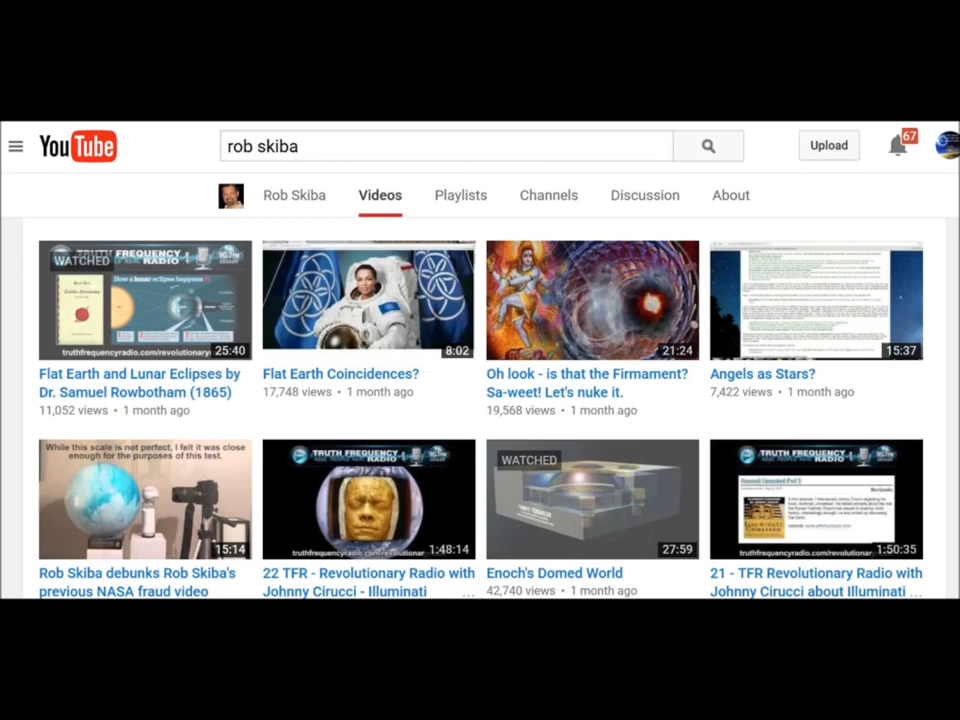 YouTube
rob skiba
Upload
67
Rob Skiba
Videos
Playlists
Channels
Discussion
About
WATCHED
TRUTH FREQUENCY
RADIO
How a lunar eclipse happens
truthfrequencyradio.com/revolutionary
25:40
8:02
21:24
15:37
Flat Earth and Lunar Eclipses by
Dr. Samuel Rowbotham (1865)
11,052 views • 1 month ago
Flat Earth Coincidences?
17,748 views • 1 month ago
Oh look - is that the Firmament?
Sa-weet! Let's nuke it.
19,568 views • 1 month ago
Angels as Stars?
7,422 views • 1 month ago
While this scale is not perfect, I felt it was close
enough for the purposes of this test.
15:14
TRUTH FREQUENCY
RADIO
truthfrequencyradio.com/revolutionar
1:48:14
WATCHED
27:59
TRUTH FREQUENCY
RADIO
ILLUMINATI
UNMASKED
truthfrequencyradio.com/revolutionar
1:50:35
Rob Skiba debunks Rob Skiba's
previous NASA fraud video
22 TFR - Revolutionary Radio with
Johnny Cirucci - Illuminati ...
Enoch's Domed World
42,740 views • 1 month ago
21 - TFR Revolutionary Radio with
Johnny Cirucci about Illuminati ...